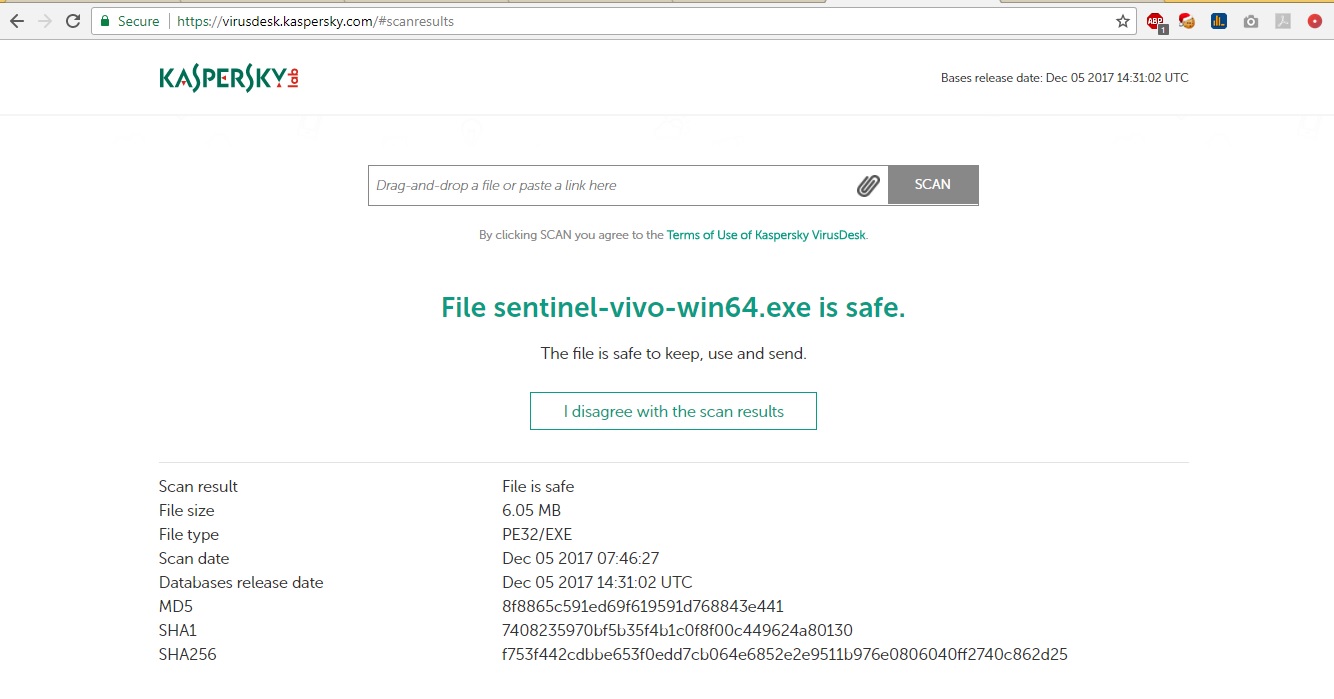 Secure https://virusdesk.kaspersky.com/#scanresults
ABP
1
KASPERSKY lab
Bases release date: Dec 05 2017 14:31:02 UTC
Drag-and-drop a file or paste a link here
SCAN
By clicking SCAN you agree to the Terms of Use of Kaspersky VirusDesk.
File sentinel-vivo-win64.exe is safe.
The file is safe to keep, use and send.
I disagree with the scan results
Scan result File is safe
File size 6.05 MB
File type PE32/EXE
Scan date Dec 05 2017 07:46:27
Databases release date Dec 05 2017 14:31:02 UTC
MD5 8f8865c591ed69f619591d768843e441
SHA1 7408235970bf5b35f4b1c0f8f00c449624a80130
SHA256 f753f442cdbbe653f0edd7cb064e6852e2e9511b976e0806040ff2740c862d25